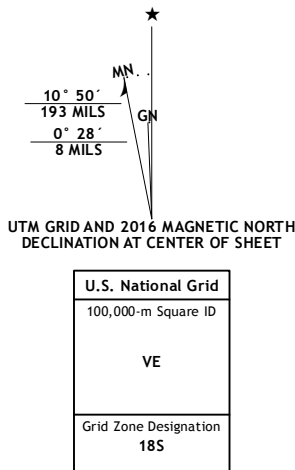 MN
GN
10° 50´
193 MILS
0° 28´
8 MILS
UTM GRID AND 2016 MAGNETIC NORTH
DECLINATION AT CENTER OF SHEET
U.S. National Grid
100,000-m Square ID
VE
Grid Zone Designation
18S